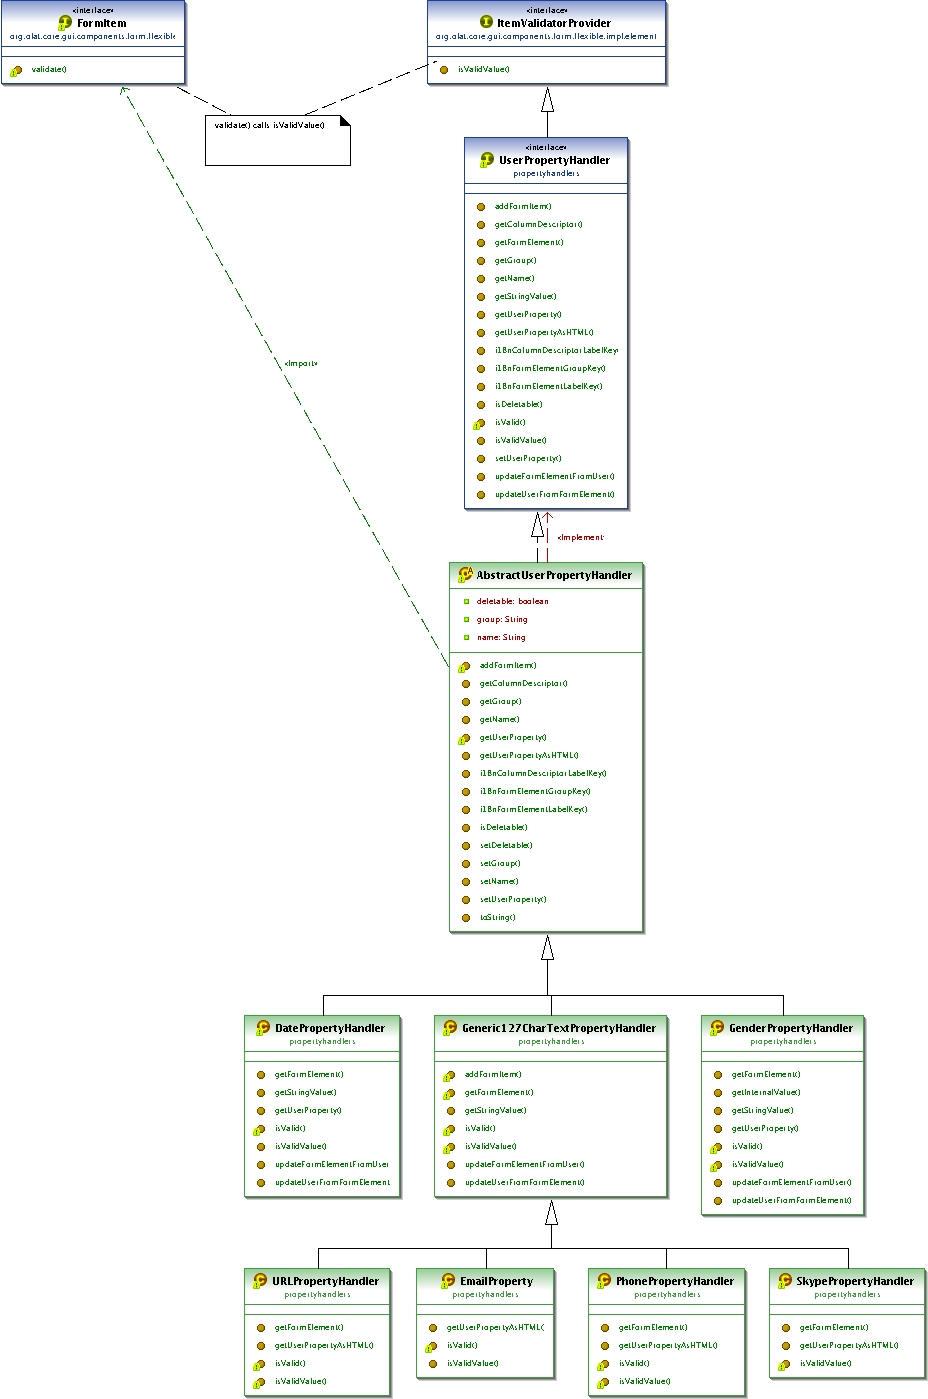 «interface»
FormItem
org.olat.core.gui.components.form.flexible
validate()
«interface»
ItemValidatorProvider
org.olat.core.gui.components.form.flexible.impl.element
isValidValue()
validate() calls isValidValue()
«interface»
UserPropertyHandler
propertyhandlers
addFormItem()
getColumnDescriptor()
getFormElement()
getGroup()
getName()
getStringValue()
getUserProperty()
getUserPropertyAsHTML()
i18nColumnDescriptorLabelKey(
i18nFormElementGroupKey()
i18nFormElementLabelKey()
isDeletable()
isValid()
isValidValue()
setUserProperty()
updateFormElementFromUser()
updateUserFromFormElement()
«Import»
«Implement»
AbstractUserPropertyHandler
deletable: boolean
group: String
name: String
addFormItem()
getColumnDescriptor()
getGroup()
getName()
getUserProperty()
getUserPropertyAsHTML()
i18nColumnDescriptorLabelKey()
i18nFormElementGroupKey()
i18nFormElementLabelKey()
isDeletable()
setDeletable()
setGroup()
setName()
setUserProperty()
toString()
DatePropertyHandler
getFormElement()
getStringValue()
getUserProperty()
isValid()
isValidValue()
updateFormElementFromUser
updateUserFromFormElement
Generic127CharTextPropertyHandler
propertyhandlers
addFormItem()
getFormElement()
getStringValue()
isValid()
isValidValue()
updateFormElementFromUser()
updateUserFromFormElement()
GenderPropertyHandler
propertyhandlers
getFormElement()
getInternalValue()
getStringValue()
getUserProperty()
isValid()
isValidValue()
updateFormElementFromUser()
updateUserFromFormElement()
URLPropertyHandler
propertyhandlers
getFormElement()
getUserPropertyAsHTML()
isValid()
isValidValue()
EmailProperty
propertyhandlers
getUserPropertyAsHTML(
isValid()
isValidValue()
PhonePropertyHandler
propertyhandlers
getFormElement()
getUserPropertyAsHTML()
isValid()
isValidValue()
SkypePropertyHandler
propertyhandlers
getFormElement()
getUserPropertyAsHTML()
isValidValue()